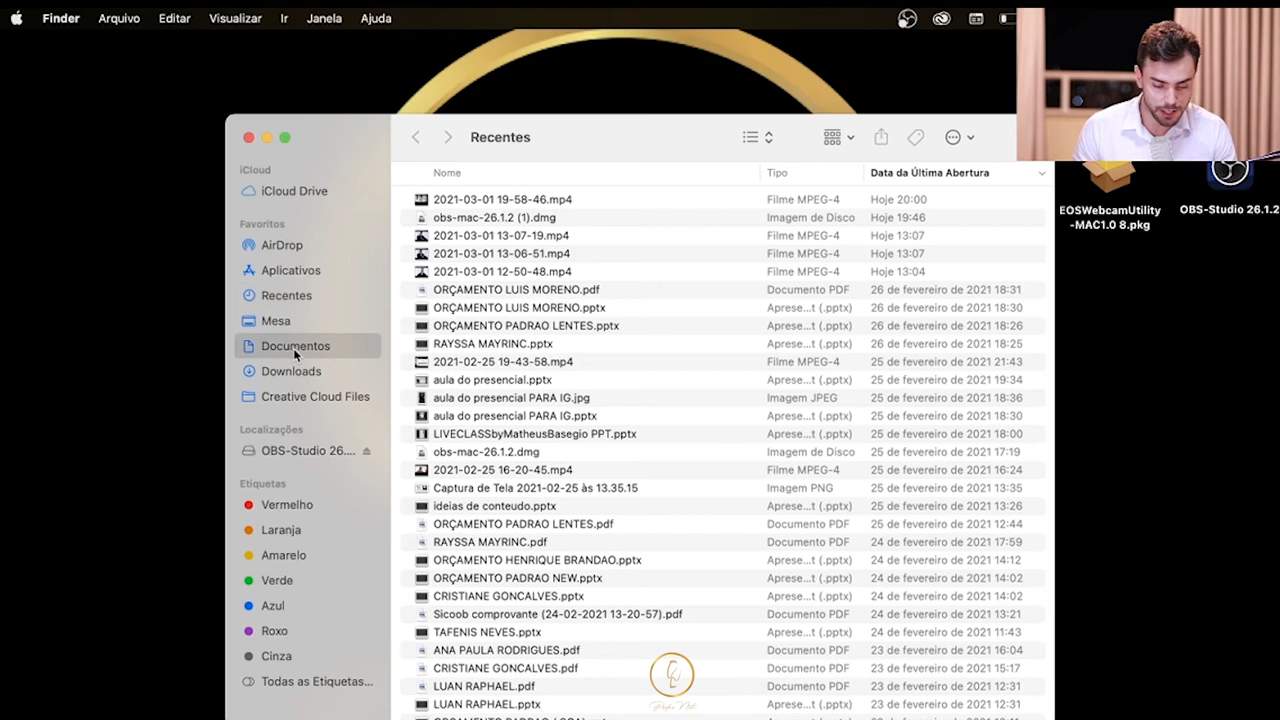 Finder Arquivo Editar Visualizar Ir Janela Ajuda
Recentes
iCloud
iCloud Drive
Favoritos
AirDrop
Aplicativos
Recentes
Mesa
Documentos
Downloads
Creative Cloud Files
Localizações
OBS-Studio 26....
Etiquetas
Vermelho
Laranja
Amarelo
Verde
Azul
Roxo
Cinza
Todas as Etiquetas...
Nome Tipo Data da Última Abertura
2021-03-01 19-58-46.mp4 Filme MPEG-4 Hoje 20:00
obs-mac-26.1.2 (1).dmg Imagem de Disco Hoje 19:46
2021-03-01 13-07-19.mp4 Filme MPEG-4 Hoje 13:07
2021-03-01 13-06-51.mp4 Filme MPEG-4 Hoje 13:07
2021-03-01 12-50-48.mp4 Filme MPEG-4 Hoje 13:04
ORÇAMENTO LUIS MORENO.pdf Documento PDF 26 de fevereiro de 2021 18:31
ORÇAMENTO LUIS MORENO.pptx Aprese...t (.pptx) 26 de fevereiro de 2021 18:30
ORÇAMENTO PADRAO LENTES.pptx Aprese...t (.pptx) 26 de fevereiro de 2021 18:26
RAYSSA MAYRINC.pptx Aprese...t (.pptx) 26 de fevereiro de 2021 18:25
2021-02-25 19-43-58.mp4 Filme MPEG-4 25 de fevereiro de 2021 21:43
aula do presencial.pptx Aprese...t (.pptx) 25 de fevereiro de 2021 19:34
aula do presencial PARA IG.jpg Imagem JPEG 25 de fevereiro de 2021 18:36
aula do presencial PARA IG.pptx Aprese...t (.pptx) 25 de fevereiro de 2021 18:30
LIVECLASSbyMatheusBasegio PPT.pptx Aprese...t (.pptx) 25 de fevereiro de 2021 18:00
obs-mac-26.1.2.dmg Imagem de Disco 25 de fevereiro de 2021 17:19
2021-02-25 16-20-45.mp4 Filme MPEG-4 25 de fevereiro de 2021 16:24
Captura de Tela 2021-02-25 às 13.35.15 Imagem PNG 25 de fevereiro de 2021 13:35
ideias de conteudo.pptx Aprese...t (.pptx) 25 de fevereiro de 2021 13:26
ORÇAMENTO PADRAO LENTES.pdf Documento PDF 25 de fevereiro de 2021 12:44
RAYSSA MAYRINC.pdf Documento PDF 24 de fevereiro de 2021 17:59
ORÇAMENTO HENRIQUE BRANDAO.pptx Aprese...t (.pptx) 24 de fevereiro de 2021 14:12
ORÇAMENTO PADRAO NEW.pptx Aprese...t (.pptx) 24 de fevereiro de 2021 14:02
CRISTIANE GONCALVES.pptx Aprese...t (.pptx) 24 de fevereiro de 2021 14:02
Sicoob comprovante (24-02-2021 13-20-57).pdf Documento PDF 24 de fevereiro de 2021 13:21
TAFENIS NEVES.pptx Aprese...t (.pptx) 24 de fevereiro de 2021 11:43
ANA PAULA RODRIGUES.pdf Documento PDF 23 de fevereiro de 2021 16:04
CRISTIANE GONCALVES.pdf Documento PDF 23 de fevereiro de 2021 15:17
LUAN RAPHAEL.pdf Documento PDF 23 de fevereiro de 2021 12:31
LUAN RAPHAEL.pptx Aprese...t (.pptx) 23 de fevereiro de 2021 12:31
EOSWebcamUtility
-MAC1.0 8.pkg
OBS-Studio 26.1.2